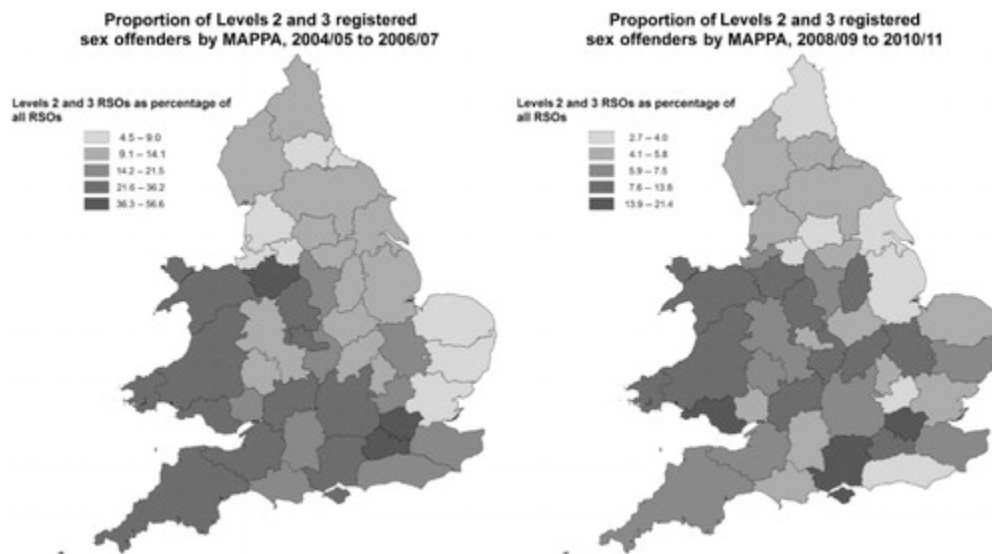 Proportion of Levels 2 and 3 registered
sex offenders by MAPPA, 2004/05 to 2006/07
Levels 2 and 3 RSOs as percentage of
all RSOs
4.5 – 9.0
9.1 – 14.1
14.2 – 21.5
21.6 – 36.2
36.3 – 56.6
Proportion of Levels 2 and 3 registered
sex offenders by MAPPA, 2008/09 to 2010/11
Levels 2 and 3 RSOs as percentage of
all RSOs
2.7 – 4.0
4.1 – 5.8
5.9 – 7.5
7.6 – 13.8
13.9 – 21.4